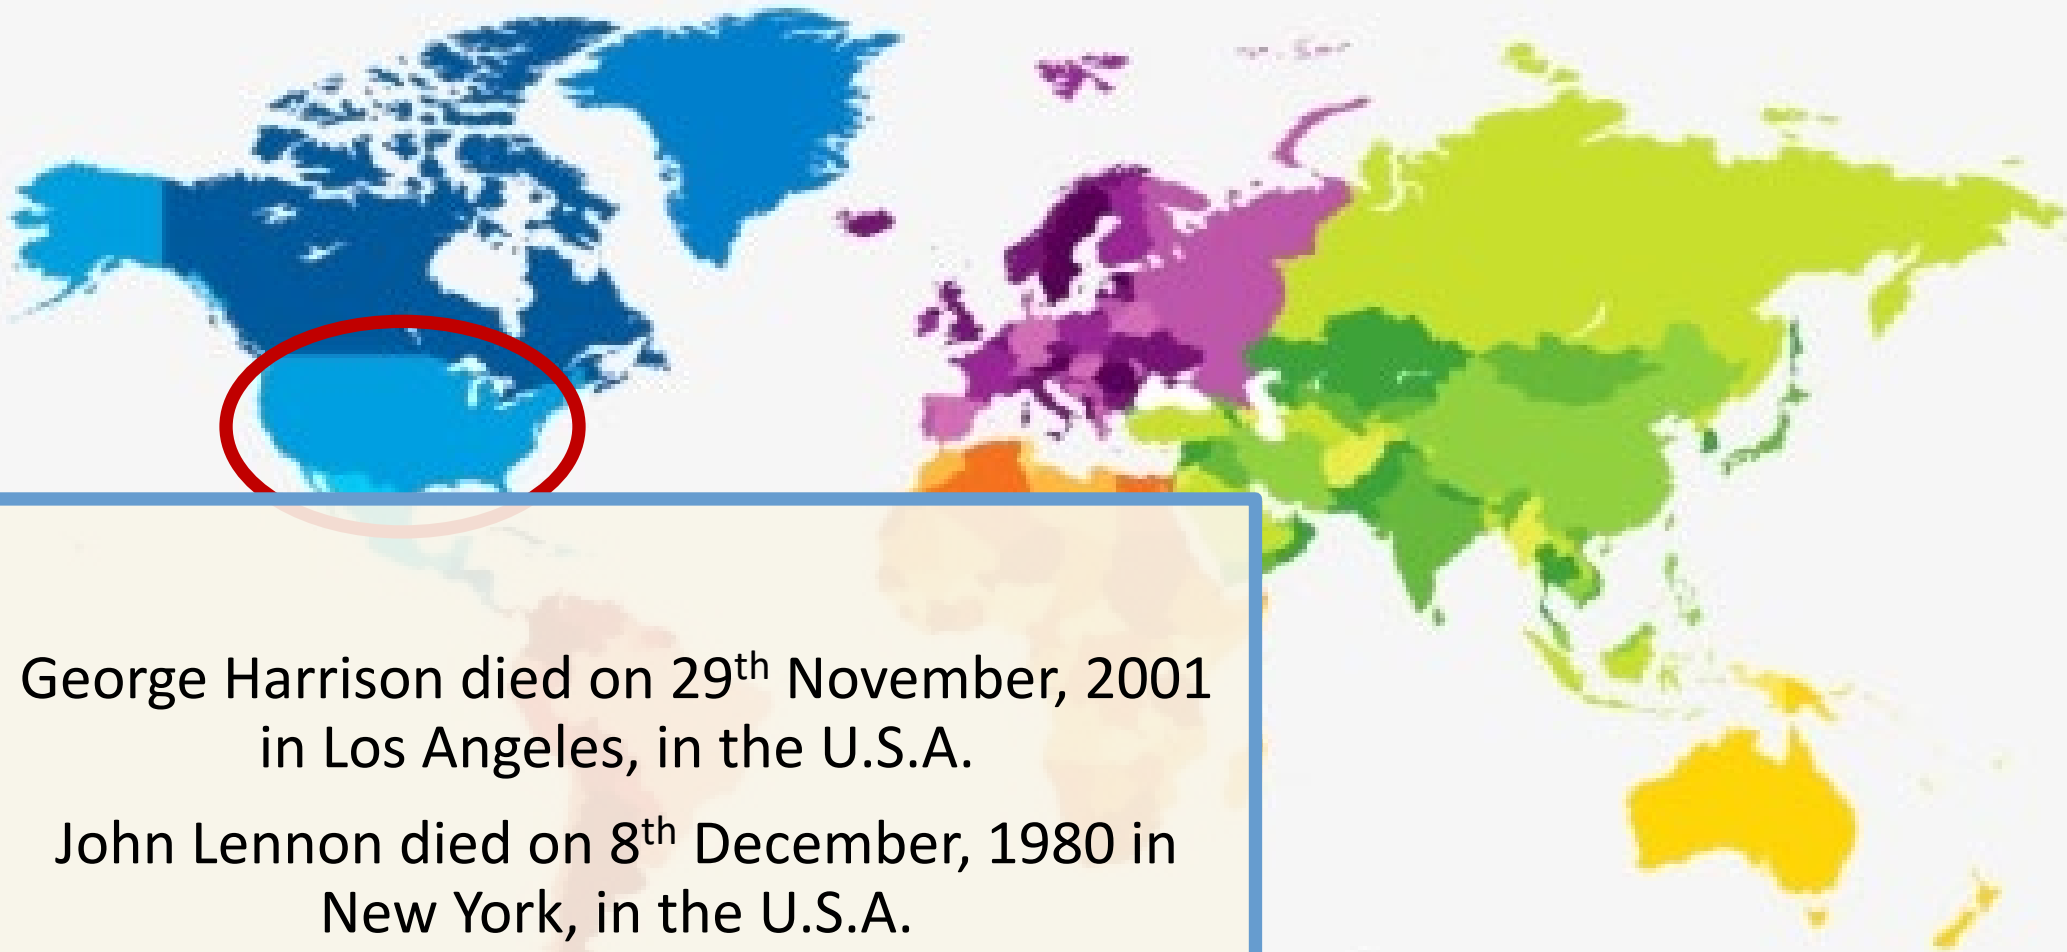 George Harrison died on 29th November, 2001
in Los Angeles, in the U.S.A.
John Lennon died on 8th December, 1980 in
New York, in the U.S.A.